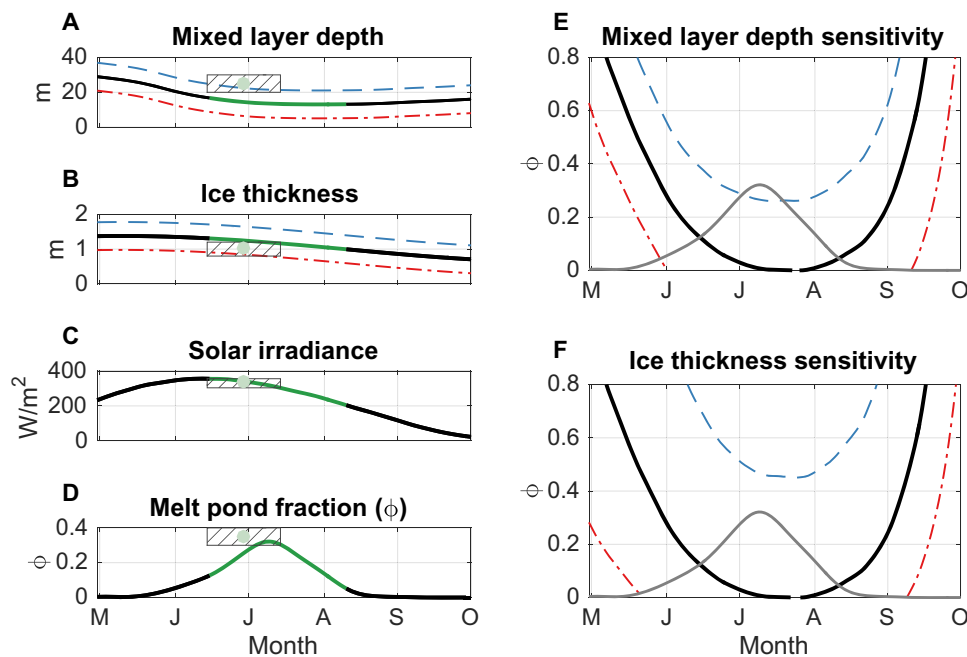 A
Mixed layer depth
40
20
0
m
B
Ice thickness
2
1
0
m
C
Solar irradiance
400
200
0
W/m²
D
Melt pond fraction (ϕ)
0.4
0.2
0
ϕ
M J J A S O
Month
E
Mixed layer depth sensitivity
0.8
0.6
0.4
0.2
0
ϕ
M J J A S O
F
Ice thickness sensitivity
0.8
0.6
0.4
0.2
0
ϕ
M J J A S O
Month